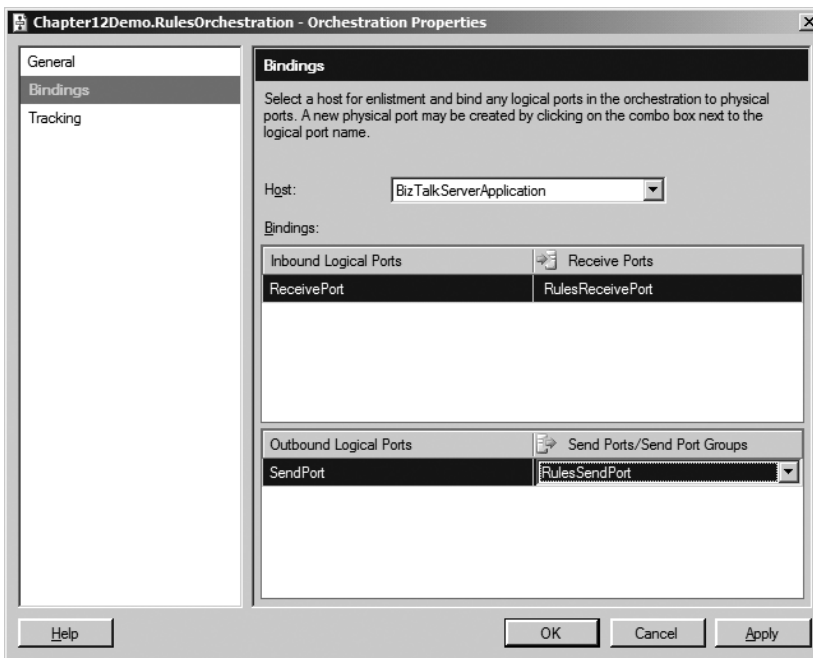 Chapter12Demo.RulesOrchestration - Orchestration Properties
General
Bindings
Tracking
Bindings
Select a host for enlistment and bind any logical ports in the orchestration to physical
ports. A new physical port may be created by clicking on the combo box next to the
logical port name.
Host: BizTalkServerApplication
Bindings:
Inbound Logical Ports Receive Ports
ReceivePort RulesReceivePort
Outbound Logical Ports Send Ports/Send Port Groups
SendPort RulesSendPort
Help OK Cancel Apply